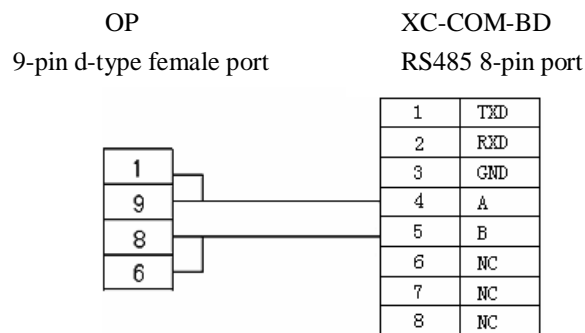 OP XC-COM-BD
9-pin d-type female port RS485 8-pin port
1 TXD
2 RXD
3 GND
1
9 4 A
8 5 B
6 6 NC
7 NC
8 NC